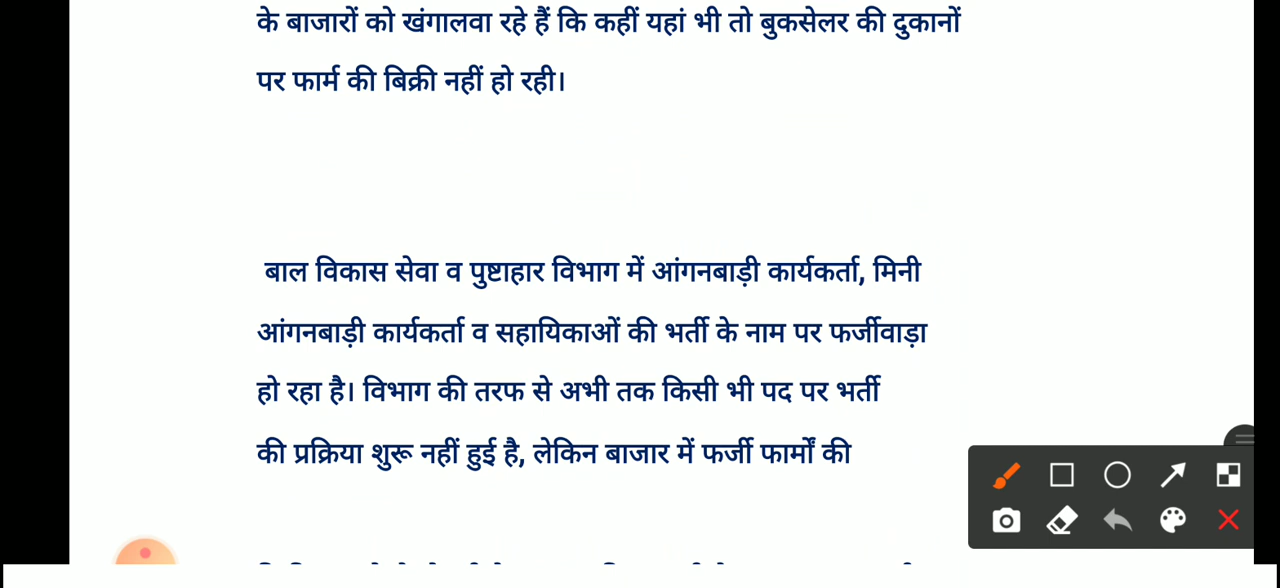 के बाजारों को खंगालवा रहे हैं कि कहीं यहां भी तो बुकसेलर की दुकानों
पर फार्म की बिक्री नहीं हो रही।
बाल विकास सेवा व पुष्टाहार विभाग में आंगनबाड़ी कार्यकर्ता, मिनी
आंगनबाड़ी कार्यकर्ता व सहायिकाओं की भर्ती के नाम पर फर्जीवाड़ा
हो रहा है। विभाग की तरफ से अभी तक किसी भी पद पर भर्ती
की प्रक्रिया शुरू नहीं हुई है, लेकिन बाजार में फर्जी फार्मों की